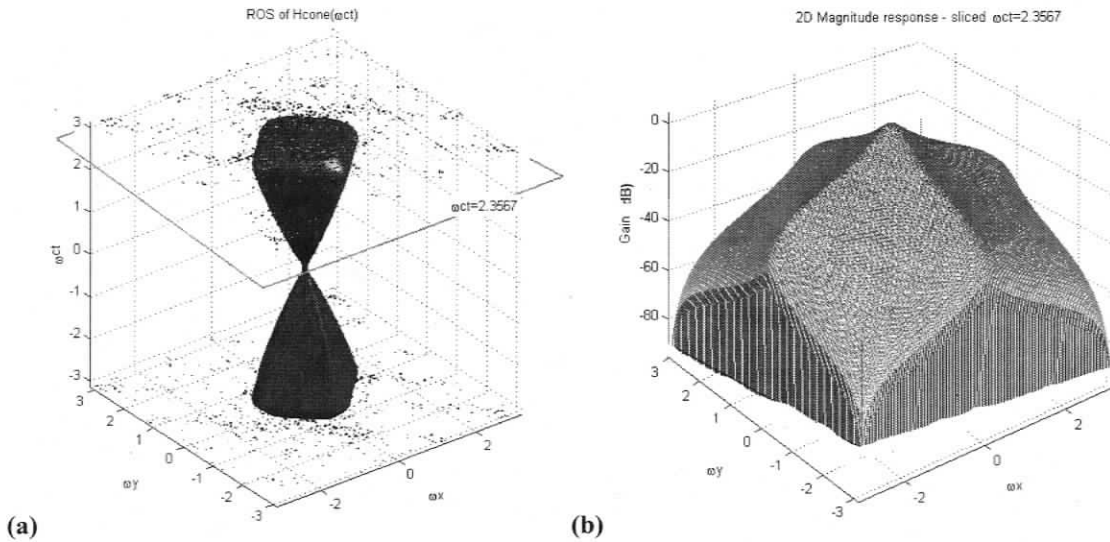 ROS of Hcone(ωct)
3
2
1
0
-1
-2
-3
ωct
ωct=2.3567
3
2
1
0
-1
-2
-3
ωy
-2
0
2
ωx
(a)
2D Magnitude response - sliced ωct=2.3567
0
-20
-40
-60
-80
Gain dB)
3
2
1
0
-1
-2
-3
ωy
-2
0
2
ωx
(b)